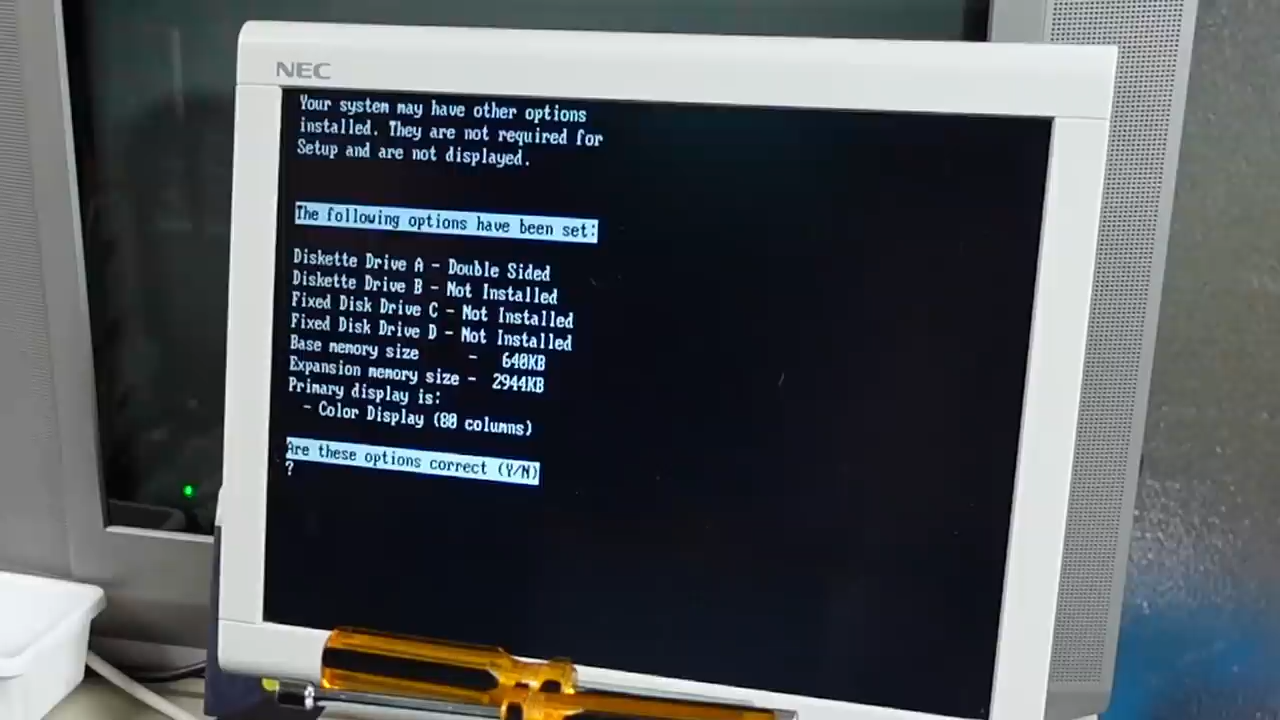 NEC
Your system may have other options
installed. They are not required for
Setup and are not displayed.
The following options have been set:
Diskette Drive A - Double Sided
Diskette Drive B - Not Installed
Fixed Disk Drive C - Not Installed
Fixed Disk Drive D - Not Installed
Base memory size - 640KB
Expansion memory size - 2944KB
Primary display is:
- Color Display (80 columns)
Are these options correct (Y/N)
?